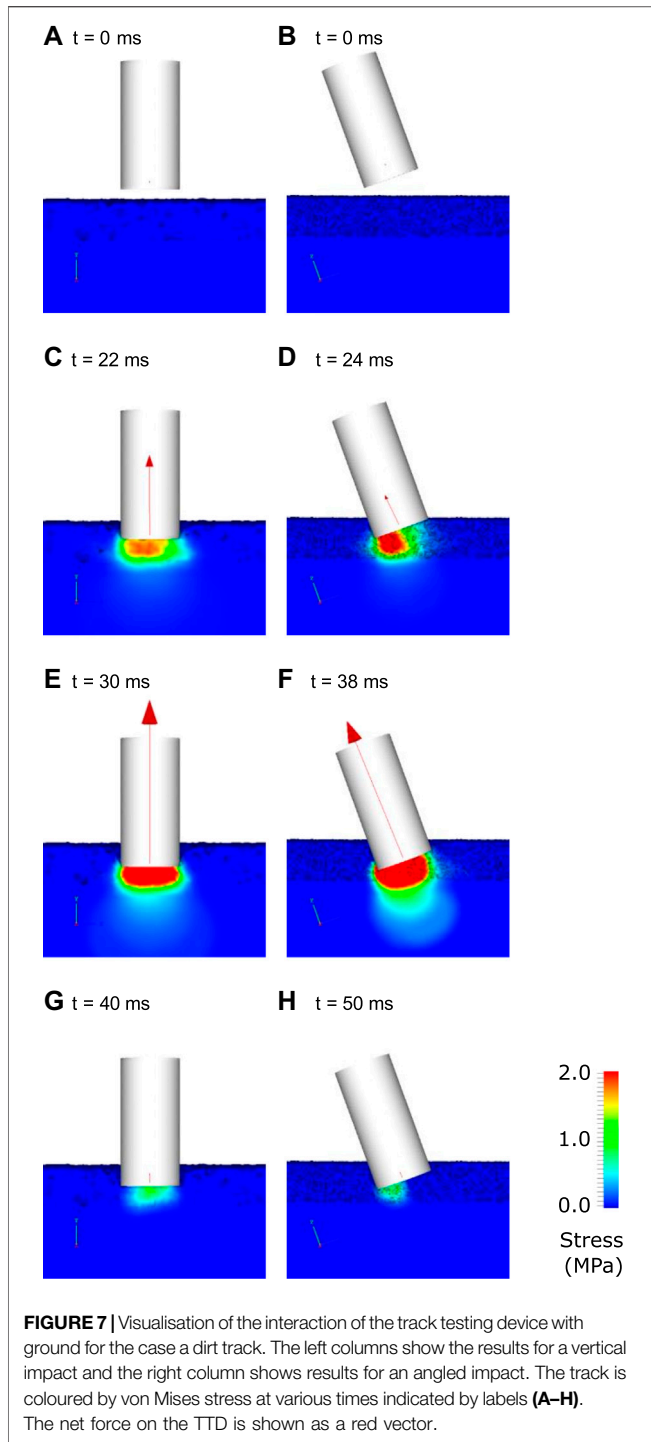 A t = 0 ms
B t = 0 ms
C t = 22 ms
D t = 24 ms
E t = 30 ms
F t = 38 ms
G t = 40 ms
H t = 50 ms
2.0
1.0
0.0
Stress
(MPa)
FIGURE 7 | Visualisation of the interaction of the track testing device with
ground for the case a dirt track. The left columns show the results for a vertical
impact and the right column shows results for an angled impact. The track is
coloured by von Mises stress at various times indicated by labels (A–H).
The net force on the TTD is shown as a red vector.